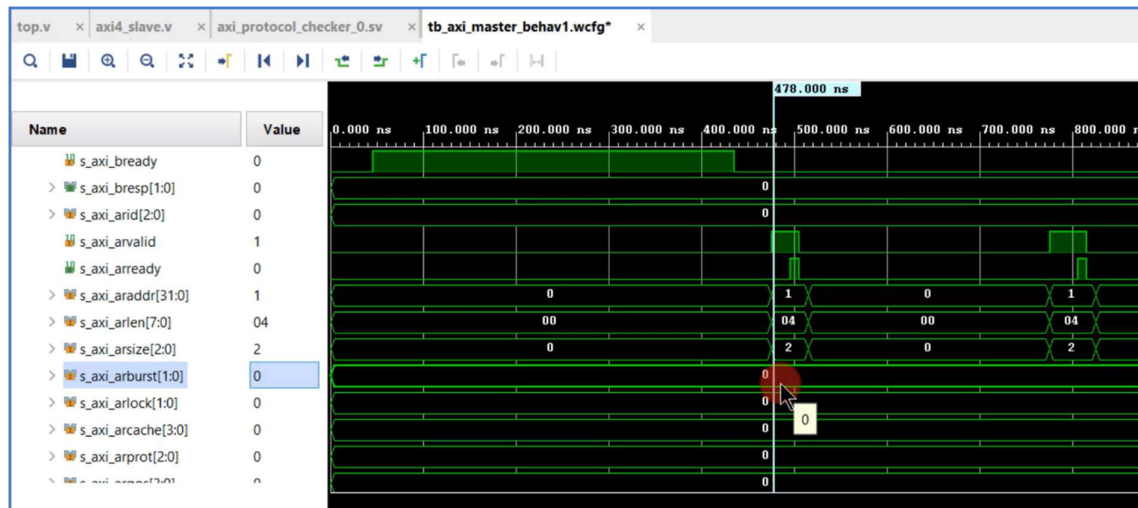 top.v × axi4_slave.v × axi_protocol_checker_0.sv × tb_axi_master_behav1.wcfg* ×
478.000 ns
Name Value 0.000 ns 100.000 ns 200.000 ns 300.000 ns 400.000 ns 500.000 ns 600.000 ns 700.000 ns 800.000
s_axi_bready 0
> s_axi_bresp[1:0] 0 0
> s_axi_arid[2:0] 0 0
s_axi_arvalid 1
s_axi_arready 0
> s_axi_araddr[31:0] 1 0 1 0 1
> s_axi_arlen[7:0] 04 00 04 00 04
> s_axi_arsize[2:0] 2 0 2 0 2
> s_axi_arburst[1:0] 0 0
> s_axi_arlock[1:0] 0 0
0
> s_axi_arcache[3:0] 0 0
> s_axi_arprot[2:0] 0 0
0